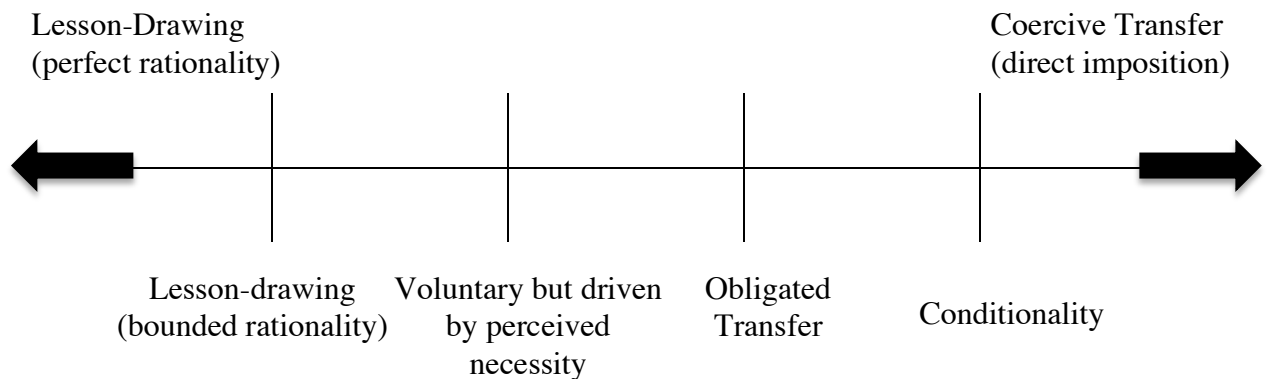 Lesson-Drawing
(perfect rationality)
Coercive Transfer
(direct imposition)
Lesson-drawing
(bounded rationality)
Voluntary but driven
by perceived
necessity
Obligated
Transfer
Conditionality